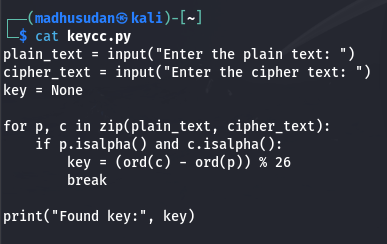 ┌──(madhusudan㉿kali)-[~]
└─$ cat keycc.py
plain_text = input("Enter the plain text: ")
cipher_text = input("Enter the cipher text: ")
key = None

for p, c in zip(plain_text, cipher_text):
    if p.isalpha() and c.isalpha():
        key = (ord(c) - ord(p)) % 26
        break

print("Found key:", key)